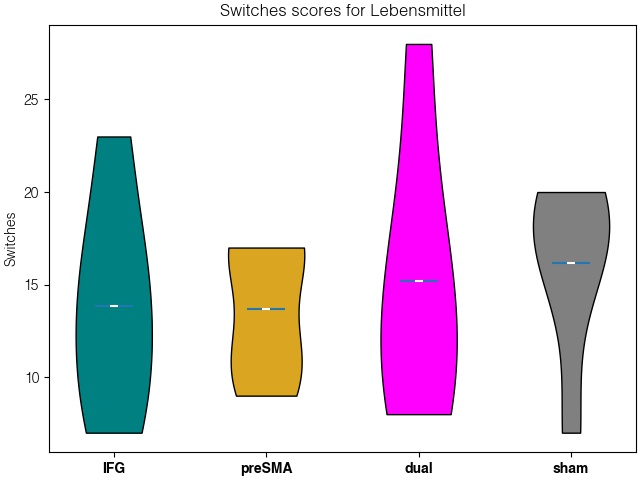 Switches scores for Lebensmittel
25
20
15
10
Switches
IFG
preSMA
dual
sham